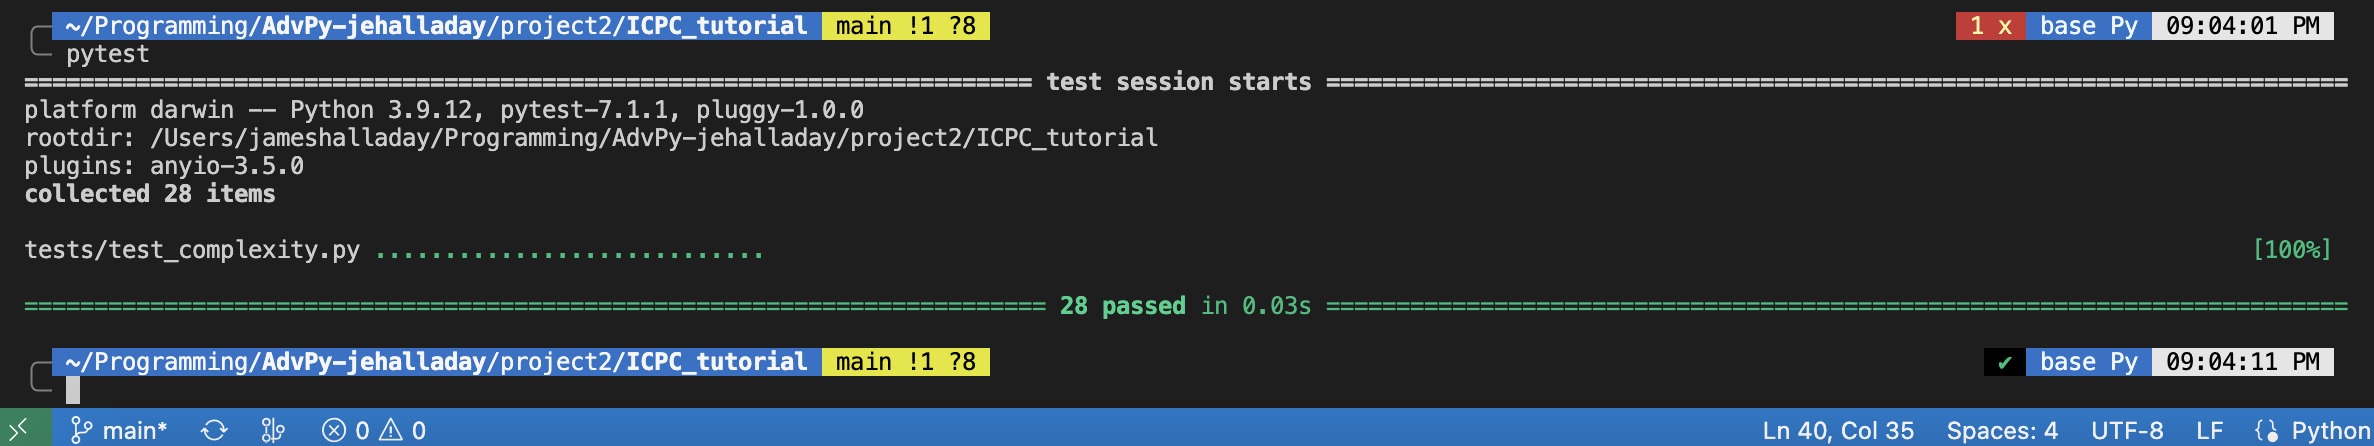 ~/Programming/AdvPy-jehalladay/project2/ICPC_tutorial main !1 ?8 1 x base Py 09:04:01 PM
pytest
========================================================================= test session starts =========================================================================
platform darwin -- Python 3.9.12, pytest-7.1.1, pluggy-1.0.0
rootdir: /Users/jameshalladay/Programming/AdvPy-jehalladay/project2/ICPC_tutorial
plugins: anyio-3.5.0
collected 28 items
tests/test_complexity.py ............................ [100%]
========================================================================== 28 passed in 0.03s ==========================================================================
~/Programming/AdvPy-jehalladay/project2/ICPC_tutorial main !1 ?8 ✔ base Py 09:04:11 PM
main* 0 0 Ln 40, Col 35 Spaces: 4 UTF-8 LF Python